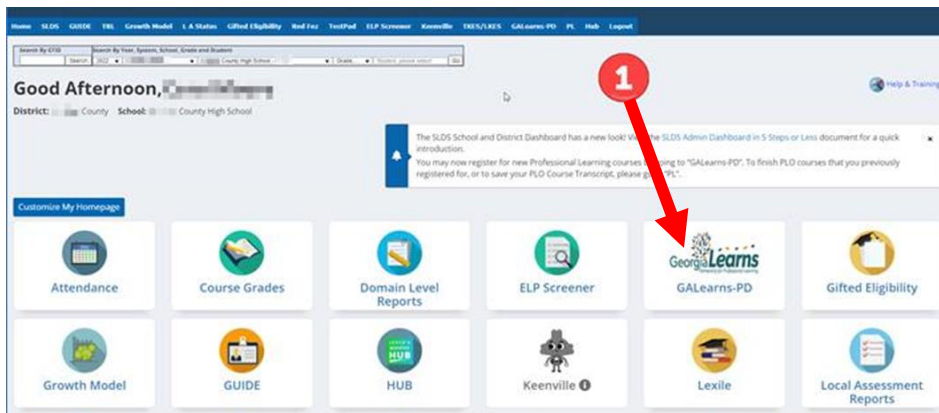 Home SLDS GUIDE TRL Growth Model L A Status Gifted Eligibility Red Fez TestPad ELP Screener Keenville TKES/LKES GALearns-PD PL Hub Logout
Search By GTID Search By Year, System, School, Grade and Student
Search 2022 County High School Grade.. Student, please select Go
1
Good Afternoon,
Help & Training
District: County School: County High School
The SLDS School and District Dashboard has a new look! the SLDS Admin Dashboard in 5 Steps or Less document for a quick
introduction.
You may now register for new Professional Learning courses ping to "GALearns-PD". To finish PLO courses that you previously
registered for, or to save your PLO Course Transcript, please "PL".
Customize My Homepage
Georgia Learns
Attendance Course Grades Domain Level Reports ELP Screener GALearns-PD Gifted Eligibility
HUB
Growth Model GUIDE HUB Keenville Lexile Local Assessment Reports